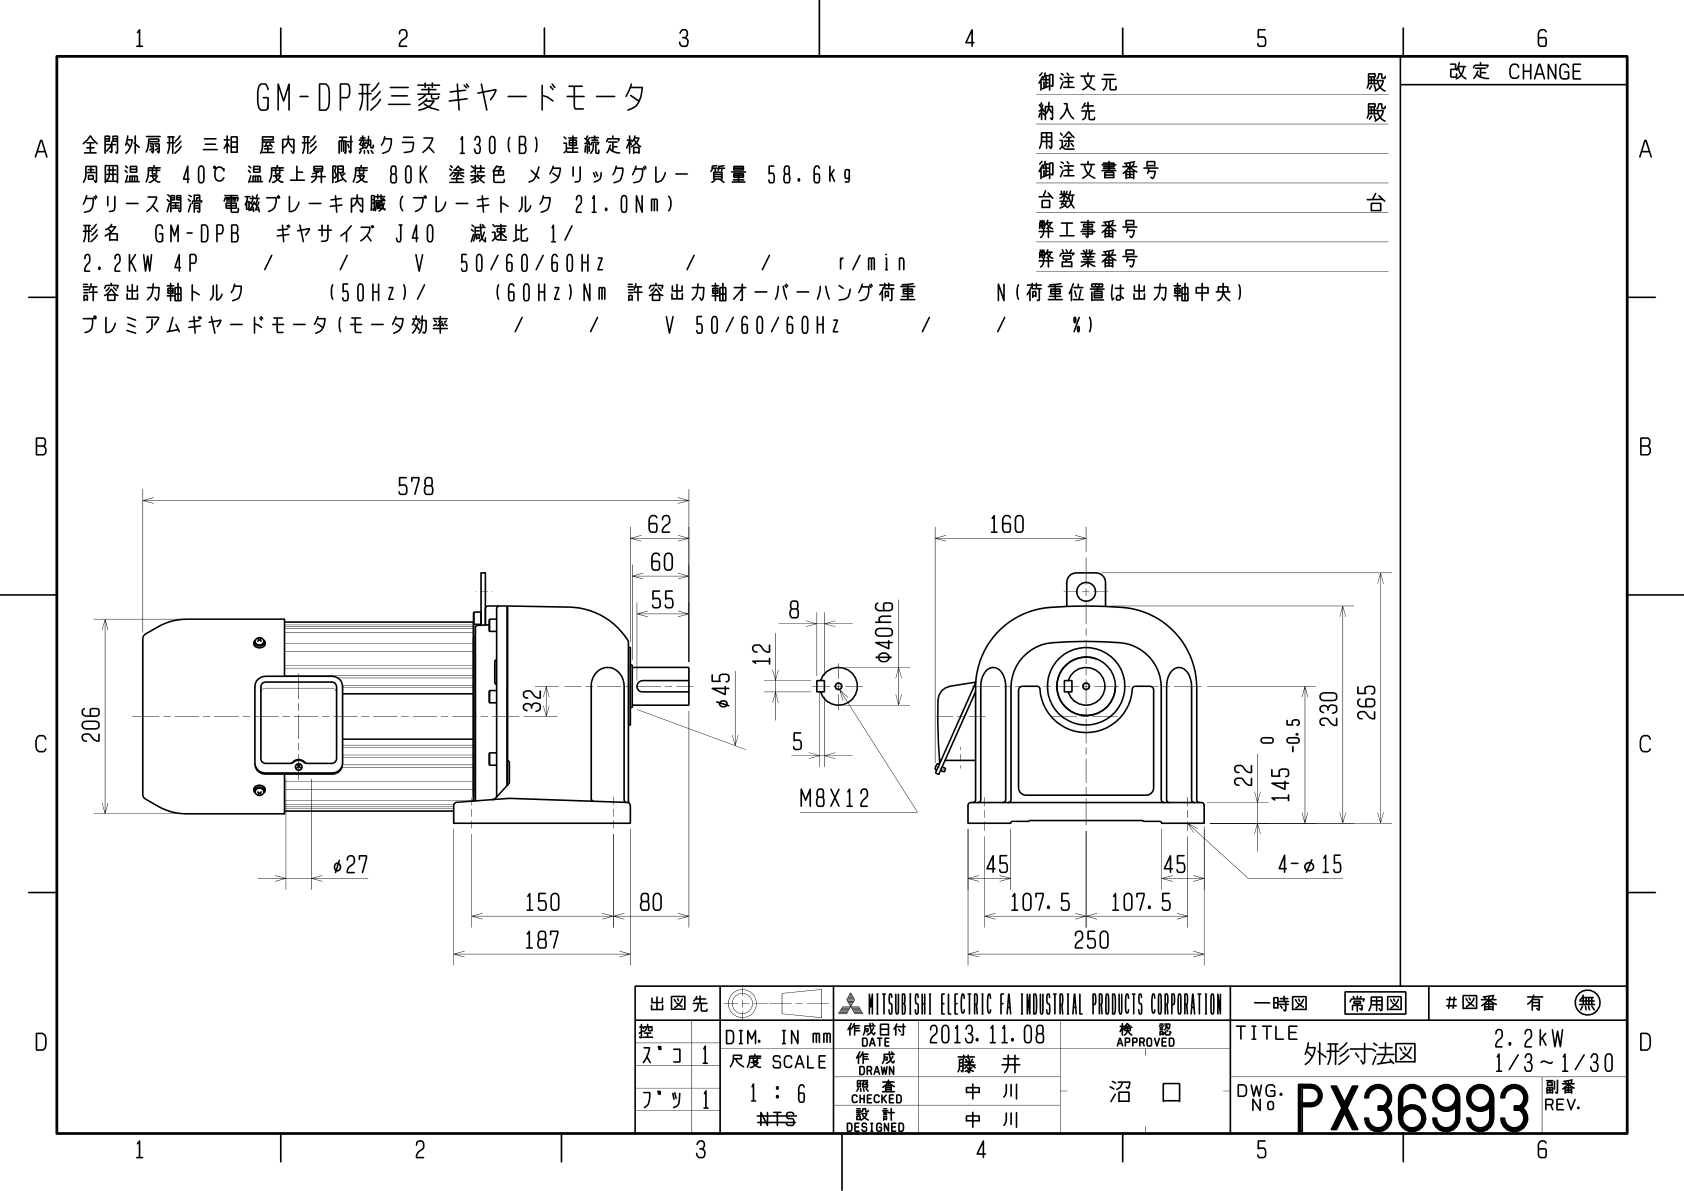 1 2 3 4 5 6
改定 CHANGE
GM-DP形三菱ギヤードモータ
全閉外扇形 三相 屋内形 耐熱クラス 130(B) 連続定格
周囲温度 40℃ 温度上昇限度 80K 塗装色 メタリックグレー 質量 58.6kg
グリース潤滑 電磁ブレーキ内臓(ブレーキトルク 21.0Nm)
形名 GM-DPB ギヤサイズ J40 減速比 1/
2.2KW 4P / / V 50/60/60Hz / / r/min
許容出力軸トルク (50Hz)/ (60Hz)Nm 許容出力軸オーバーハング荷重 N(荷重位置は出力軸中央)
プレミアムギヤードモータ(モータ効率 / / V 50/60/60Hz / / %)
御注文元 殿
納入先 殿
用途
御注文書番号
台数 台
弊工事番号
弊営業番号
A A
B B
C C
D D
578
62
60
55
206
32
φ45
φ27
150 80
187
8
12
5
Φ40h6
M8X12
160
265
230
145 0 -0.5
22
4-φ15
45 45
107.5 107.5
250
出図先
控
ズコ 1
ブツ 1
DIM. IN mm
尺度 SCALE
1 : 6
NTS
MITSUBISHI ELECTRIC FA INDUSTRIAL PRODUCTS CORPORATION
作成日付 DATE 2013.11.08
作成 DRAWN 藤井
照査 CHECKED 中川
設計 DESIGNED 中川
検認 APPROVED
沼口
一時図 常用図 #図番 有 無
TITLE 外形寸法図 2.2kW
1/3~1/30
DWG. No PX36993
副番 REV.
1 2 3 4 5 6